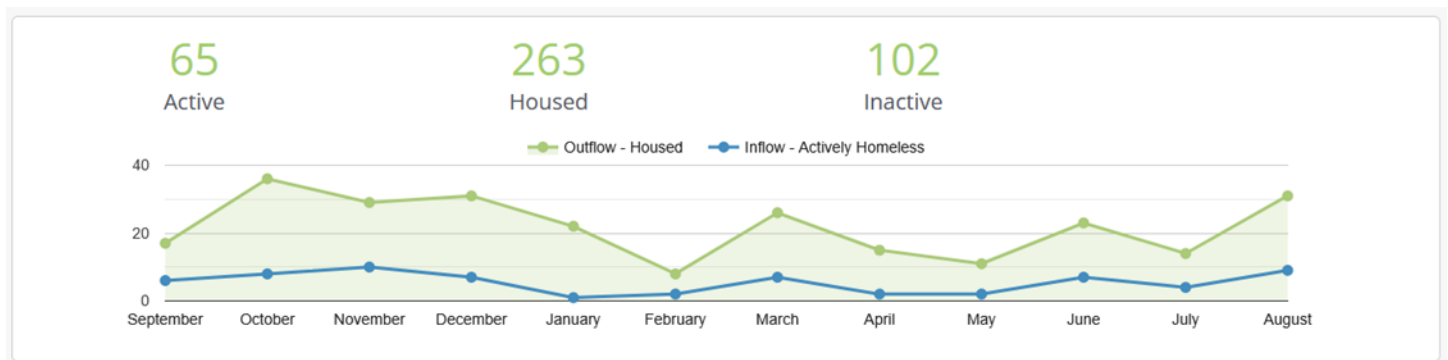 65 263 102
Active Housed Inactive
Outflow - Housed Inflow - Actively Homeless
40
20
0
September October November December January February March April May June July August